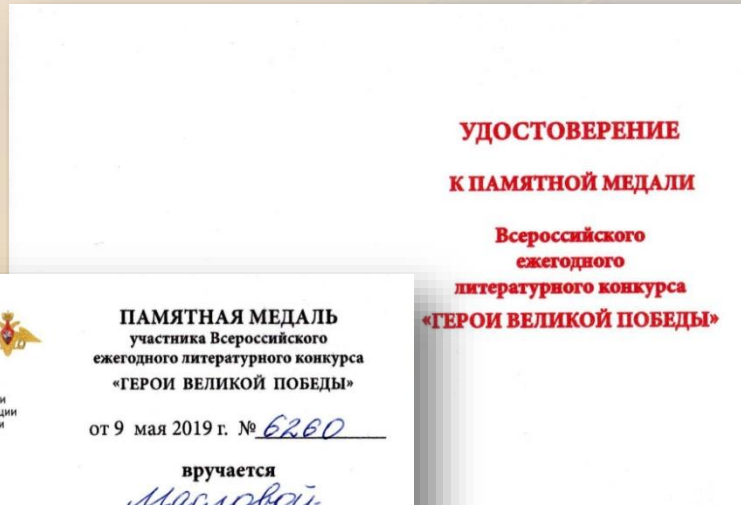 УДОСТОВЕРЕНИЕ
К ПАМЯТНОЙ МЕДАЛИ
Всероссийского
ежегодного
литературного конкурса
«ГЕРОИ ВЕЛИКОЙ ПОБЕДЫ»
и
ции
и
ПАМЯТНАЯ МЕДАЛЬ
участника Всероссийского
ежегодного литературного конкурса
«ГЕРОИ ВЕЛИКОЙ ПОБЕДЫ»
от 9 мая 2019 г. № 6260
вручается
Масловой